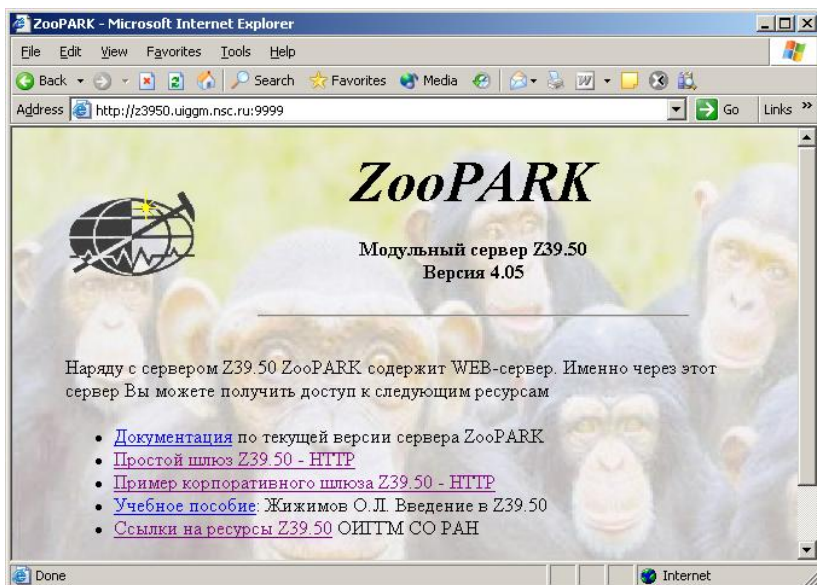 ZooPARK - Microsoft Internet Explorer
File Edit View Favorites Tools Help
Back Search Favorites Media
Address http://z3950.uiggm.nsc.ru:9999 Go Links »
ZooPARK
Модульный сервер Z39.50
Версия 4.05
Наряду с сервером Z39.50 ZooPARK содержит WEB-сервер. Именно через этот
сервер Вы можете получить доступ к следующим ресурсам
• Документация по текущей версии сервера ZooPARK
• Простой шлюз Z39.50 - HTTP
• Пример корпоративного шлюза Z39.50 - HTTP
• Учебное пособие: Жижимов О.Л. Введение в Z39.50
• Ссылки на ресурсы Z39.50 ОИГГМ СО РАН
Done Internet